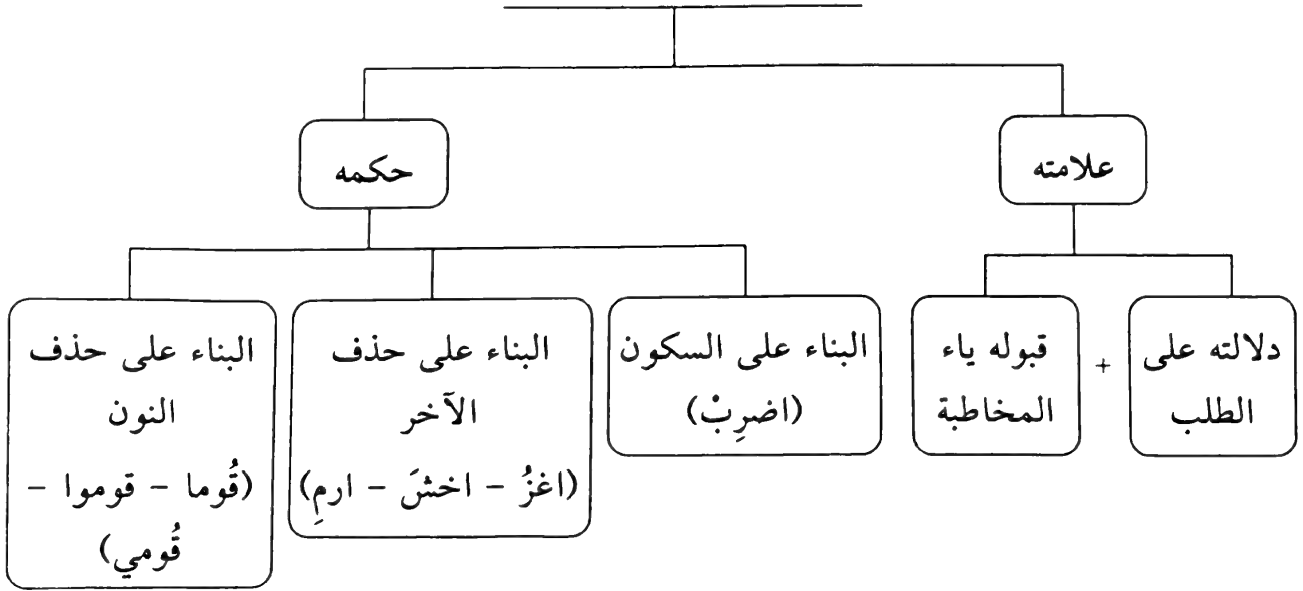 علامته
حكمه
دلالته على
الطلب
+
قبوله ياء
المخاطبة
البناء على السكون
(اضرِبْ)
البناء على حذف
الآخر
(اغزُ - اخشَ - ارمِ)
البناء على حذف
النون
(قُوما - قوموا -
قُومي)